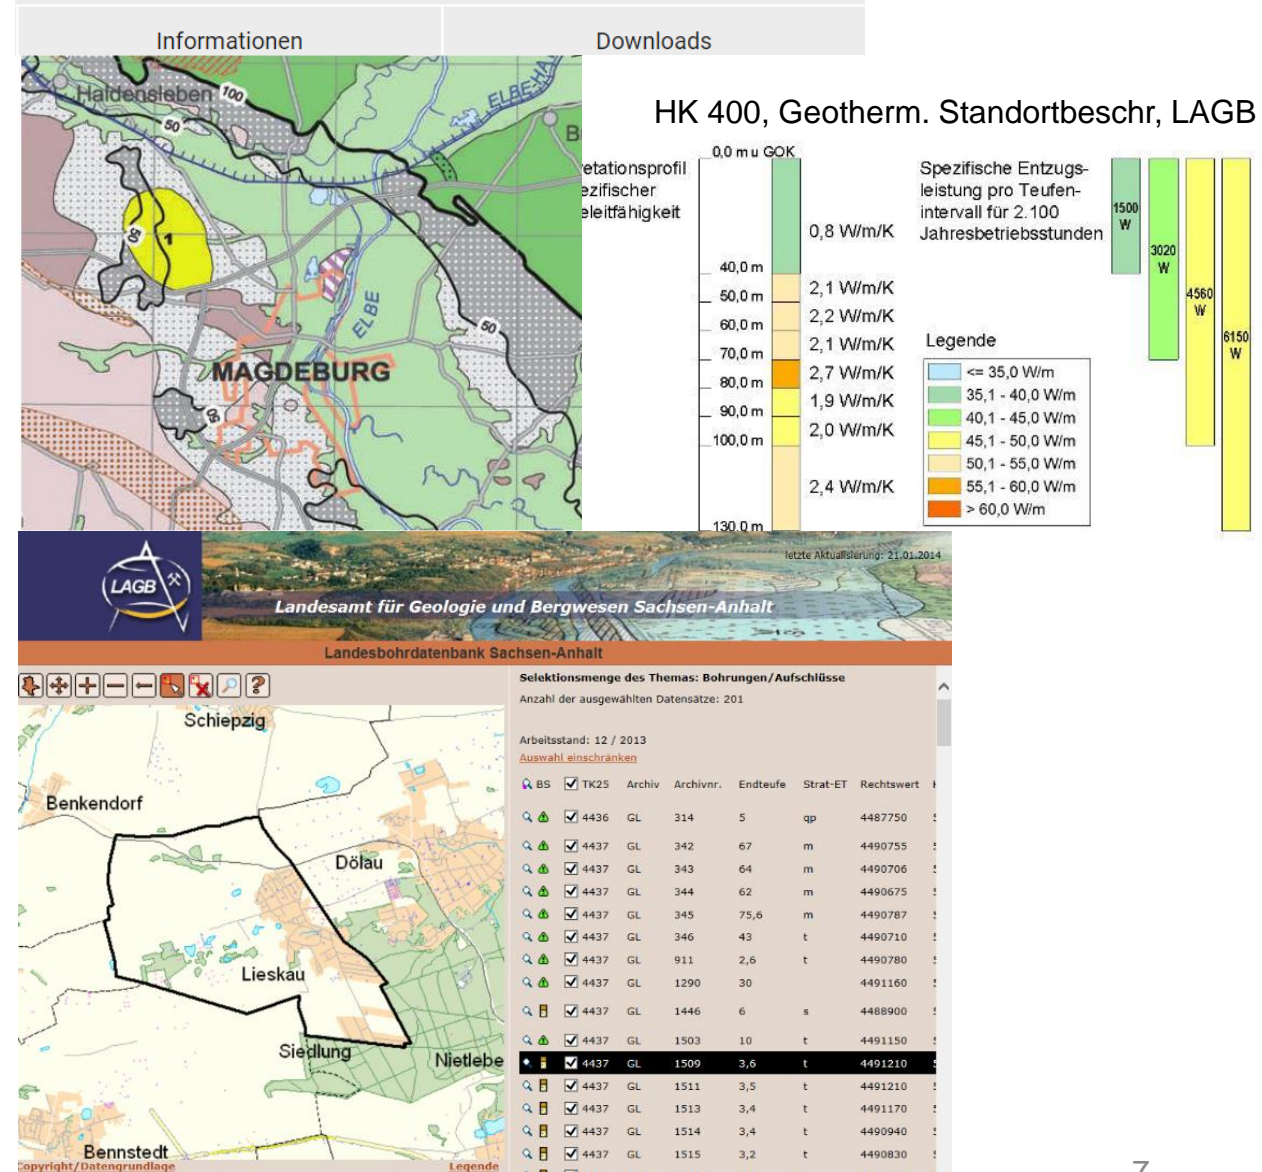 Informationen Downloads
Haldensleben
100
50
ELBE-HA
50
1
50
ELBE
MAGDEBURG
50
HK 400, Geotherm. Standortbeschr, LAGB
0,0 m u GOK
etationsprofil
ezifischer
eleitfähigkeit
0,8 W/m/K
40,0 m
2,1 W/m/K
50,0 m
2,2 W/m/K
60,0 m
2,1 W/m/K
70,0 m
2,7 W/m/K
80,0 m
1,9 W/m/K
90,0 m
2,0 W/m/K
100,0 m
2,4 W/m/K
130,0 m
Spezifische Entzugs-
leistung pro Teufen-
intervall für 2.100
Jahresbetriebsstunden
1500
W
3020
W
4560
W
6150
W
Legende
<= 35,0 W/m
35,1 - 40,0 W/m
40,1 - 45,0 W/m
45,1 - 50,0 W/m
50,1 - 55,0 W/m
55,1 - 60,0 W/m
> 60,0 W/m
LAGB
letzte Aktualisierung: 21.01.2014
Landesamt für Geologie und Bergwesen Sachsen-Anhalt
Landesbohrdatenbank Sachsen-Anhalt
Schiepzig
Benkendorf
Dölau
Lieskau
Siedlung
Nietlebe
Bennstedt
Copyright/Datengrundlage Legende
Selektionsmenge des Themas: Bohrungen/Aufschlüsse
Anzahl der ausgewählten Datensätze: 201
Arbeitsstand: 12 / 2013
Auswahl einschränken
BS TK25 Archiv Archivnr. Endteufe Strat-ET Rechtswert
4436 GL 314 5 qp 4487750
4437 GL 342 67 m 4490755
4437 GL 343 64 m 4490706
4437 GL 344 62 m 4490675
4437 GL 345 75,6 m 4490787
4437 GL 346 43 t 4490710
4437 GL 911 2,6 t 4490780
4437 GL 1290 30 4491160
4437 GL 1446 6 s 4488900
4437 GL 1503 10 t 4491150
4437 GL 1509 3,6 t 4491210
4437 GL 1511 3,5 t 4491210
4437 GL 1513 3,4 t 4491170
4437 GL 1514 3,4 t 4490940
4437 GL 1515 3,2 t 4490830
7